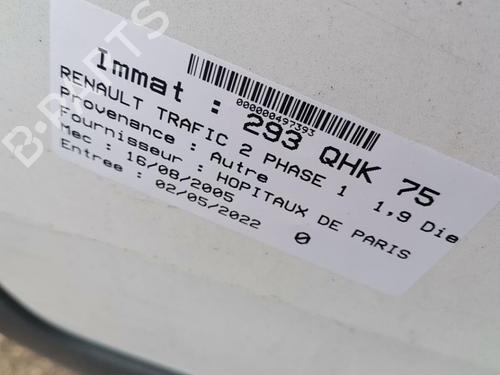 B-PARTS
000000497393
Immat : 293 QHK 75
RENAULT TRAFIC 2 PHASE 1 1,9 Die
Provenance : Autre
Fournisseur : HOPITAUX DE PARIS
Mec : 16/08/2005
Entree : 02/05/2022 0